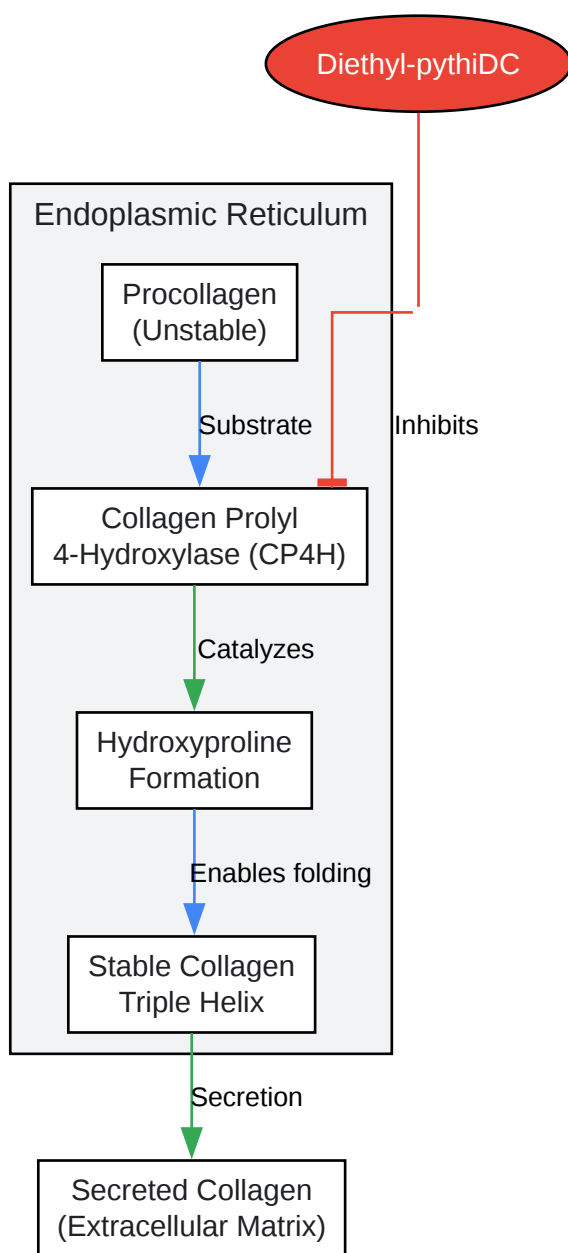 Diethyl-pythiDC
Endoplasmic Reticulum
Procollagen
(Unstable)
Substrate
Inhibits
Collagen Prolyl
4-Hydroxylase (CP4H)
Catalyzes
Hydroxyproline
Formation
Enables folding
Stable Collagen
Triple Helix
Secretion
Secreted Collagen
(Extracellular Matrix)